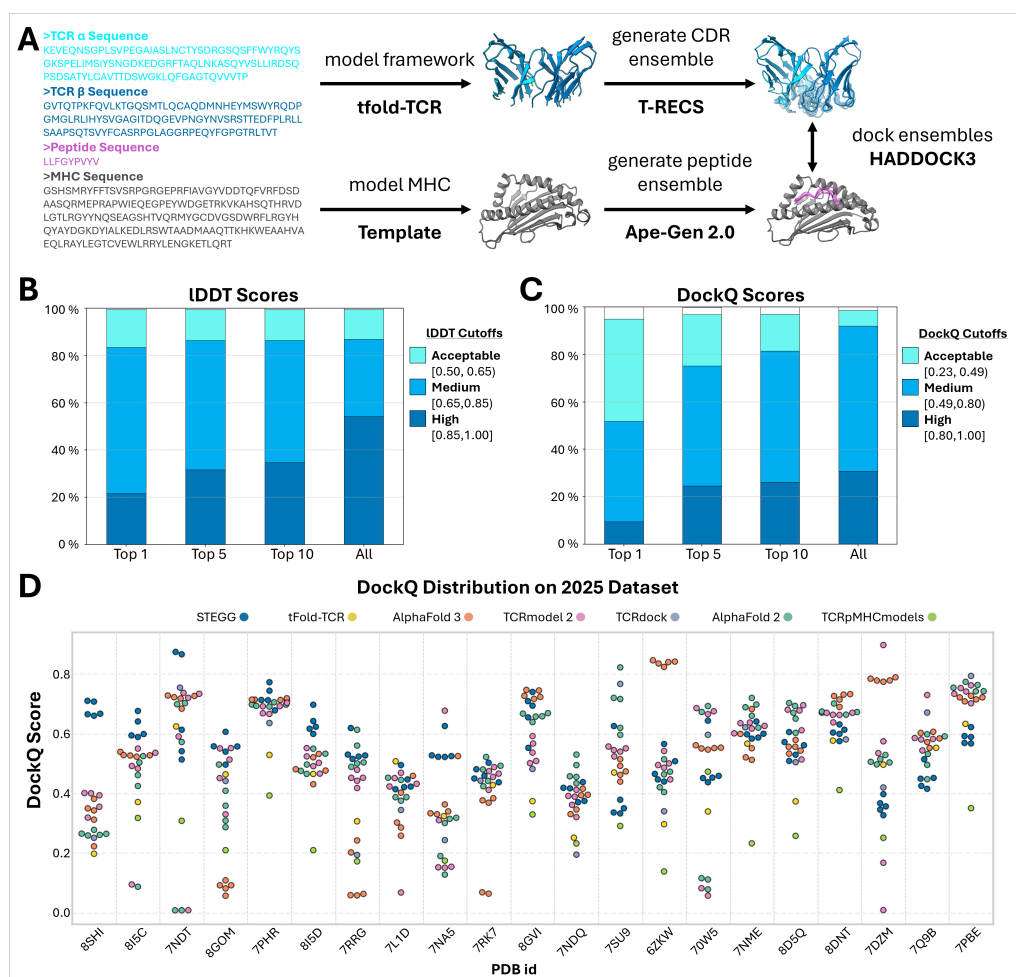 A
>TCR α Sequence
KEVEQNSGPLSVPEGAIASLNCTYSDRGSQSFFWYRQYS
GKSPELIMSIYSNGDKEDGRFTAQLNKASQYVSLLIRDSQ
PSDSATYLCAVTTDSWGKLQFGAGTQVVVTP
>TCR β Sequence
GVTQTPKFQVLKTGQSMTLQCAQDMNHEYMSWYRQDP
GMGLRLIHYSVGAGITDQGEVPNGYNVSRSTTEDFPLRLL
SAAPSQTSVYFCASRPGLAGGRPEQYFGPGTRLTVT
>Peptide Sequence
LLFGYPVYV
>MHC Sequence
GSHSMRYFFTSVSRPGRGEPRFIAVGYVDDTQFVRFDSD
AASQRMEPRAPWIEQEGPEYWDGETRKVKAHSQTHRVD
LGTLRGYYNQSEAGSHTVQRMYGCDVGSDWRFLRGYH
QYAYDGKDYIALKEDLRSWTAADMAAQTTKHKWEAAHVA
EQLRAYLEGTCVEWLRRYLENGKETLQRT
model framework
tfold-TCR
generate CDR
ensemble
T-RECS
dock ensembles
HADDOCK3
model MHC
Template
generate peptide
ensemble
Ape-Gen 2.0
B
lDDT Scores
100 %
80 %
60 %
40 %
20 %
0 %
Top 1
Top 5
Top 10
All
lDDT Cutoffs
Acceptable
[0.50, 0.65)
Medium
[0.65,0.85)
High
[0.85,1.00]
C
DockQ Scores
100 %
80 %
60 %
40 %
20 %
0 %
Top 1
Top 5
Top 10
All
DockQ Cutoffs
Acceptable
[0.23, 0.49)
Medium
[0.49,0.80)
High
[0.80,1.00]
D
DockQ Distribution on 2025 Dataset
STEGG
tFold-TCR
AlphaFold 3
TCRmodel 2
TCRdock
AlphaFold 2
TCRpMHCmodels
DockQ Score
0.8
0.6
0.4
0.2
0.0
8SHI
8I5C
7NDT
8GOM
7PHR
8I5D
7RRG
7L1D
7NA5
7RK7
8GVI
7NDQ
7SU9
6ZKW
7OW5
7NME
8D5Q
8DNT
7DZM
7Q9B
7PBE
PDB id